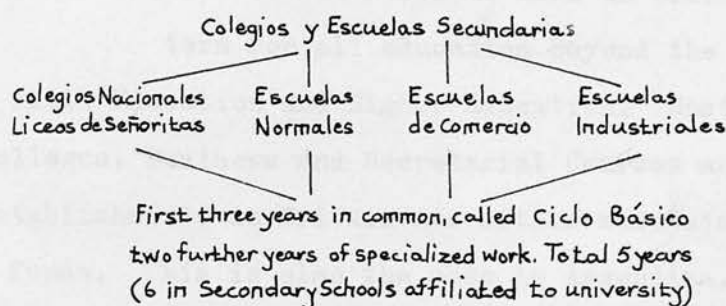 Colegios y Escuelas Secundarias
Colegios Nacionales Escuelas Escuelas Escuelas
Liceos de Señoritas Normales de Comercio Industriales
First three years in common, called Ciclo Básico
two further years of specialized work. Total 5 years
(6 in Secondary Schools affiliated to university)